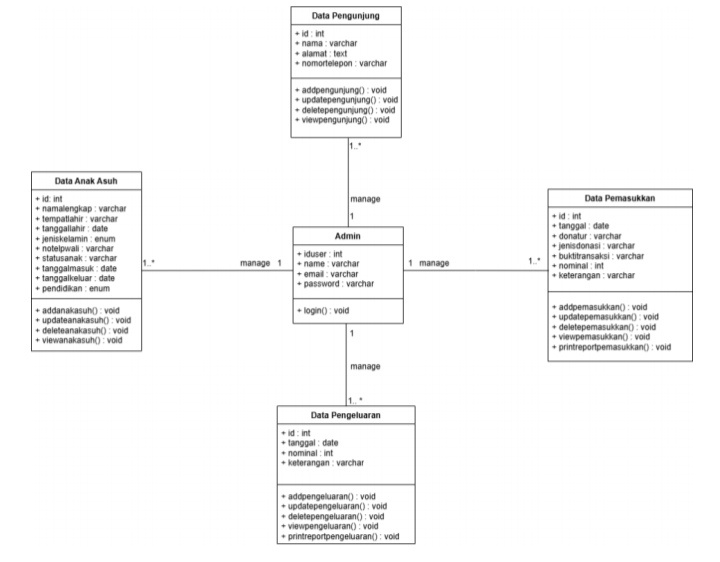 Data Pengunjung
+ id : int
+ nama : varchar
+ alamat : text
+ nomortelepon : varchar
+ addpengunjung() : void
+ updatepengunjung() : void
+ deletepengunjung() : void
+ viewpengunjung() : void
1..*
manage
1
Data Anak Asuh
+ id: int
+ namalengkap : varchar
+ tempatlahir : varchar
+ tanggallahir : date
+ jeniskelamin : enum
+ notelpwali : varchar
+ statusanak : varchar
+ tanggalmasuk : date
+ tanggalkeluar : date
+ pendidikan : enum
+ addanakasuh() : void
+ updateanakasuh() : void
+ deleteanakasuh() : void
+ viewanakasuh() : void
1..*
manage 1
Admin
+ iduser : int
+ name : varchar
+ email : varchar
+ password : varchar
+ login() : void
1 manage
1..*
Data Pemasukkan
+ id : int
+ tanggal : date
+ donatur : varchar
+ jenisdonasi : varchar
+ buktitransaksi : varchar
+ nominal : int
+ keterangan : varchar
+ addpemasukkan() : void
+ updatepemasukkan() : void
+ deletepemasukkan() : void
+ viewpemasukkan() : void
+ printreportpemasukkan() : void
1
manage
1..*
Data Pengeluaran
+ id : int
+ tanggal : date
+ nominal : int
+ keterangan : varchar
+ addpengeluaran() : void
+ updatepengeluaran() : void
+ deletepengeluaran() : void
+ viewpengeluaran() : void
+ printreportpengeluaran() : void